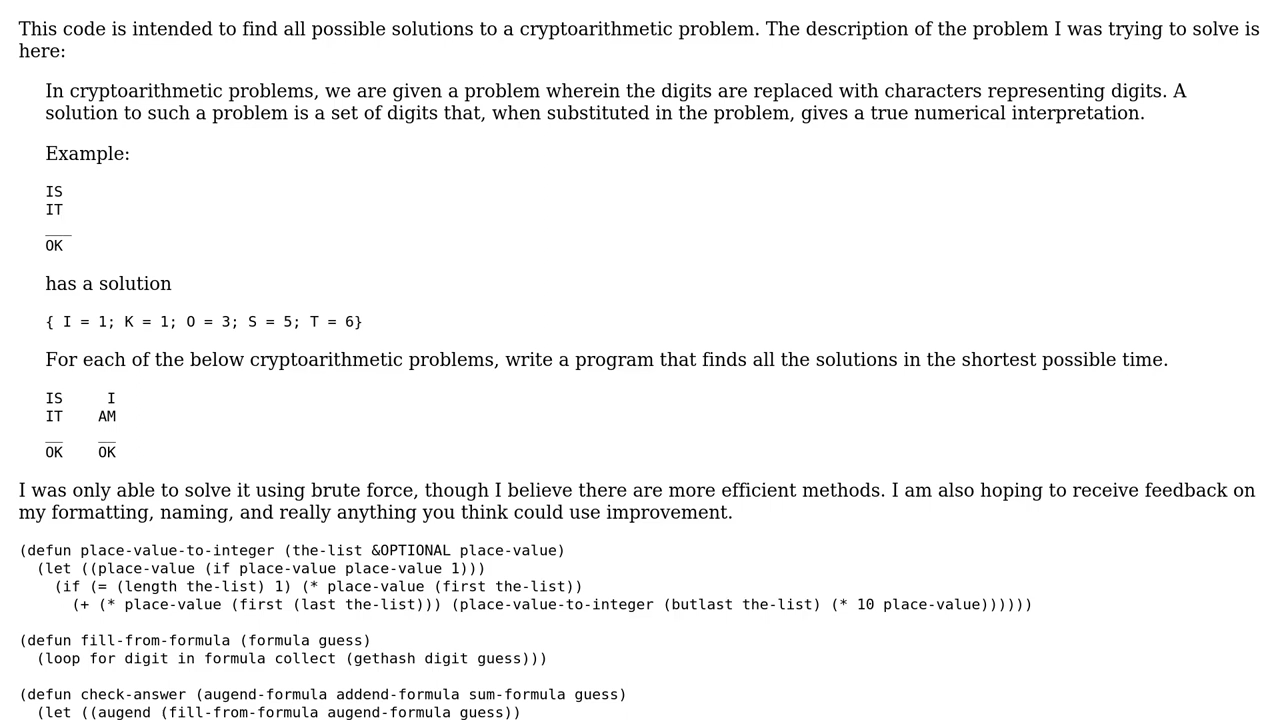 This code is intended to find all possible solutions to a cryptoarithmetic problem. The description of the problem I was trying to solve is
here:
In cryptoarithmetic problems, we are given a problem wherein the digits are replaced with characters representing digits. A
solution to such a problem is a set of digits that, when substituted in the problem, gives a true numerical interpretation.
Example:
IS
IT
___
OK
has a solution
{ I = 1; K = 1; O = 3; S = 5; T = 6}
For each of the below cryptoarithmetic problems, write a program that finds all the solutions in the shortest possible time.
IS     I
IT    AM
__    __
OK    OK
I was only able to solve it using brute force, though I believe there are more efficient methods. I am also hoping to receive feedback on
my formatting, naming, and really anything you think could use improvement.
(defun place-value-to-integer (the-list &OPTIONAL place-value)
  (let ((place-value (if place-value place-value 1)))
    (if (= (length the-list) 1) (* place-value (first the-list))
      (+ (* place-value (first (last the-list))) (place-value-to-integer (butlast the-list) (* 10 place-value))))))
(defun fill-from-formula (formula guess)
  (loop for digit in formula collect (gethash digit guess)))
(defun check-answer (augend-formula addend-formula sum-formula guess)
  (let ((augend (fill-from-formula augend-formula guess))